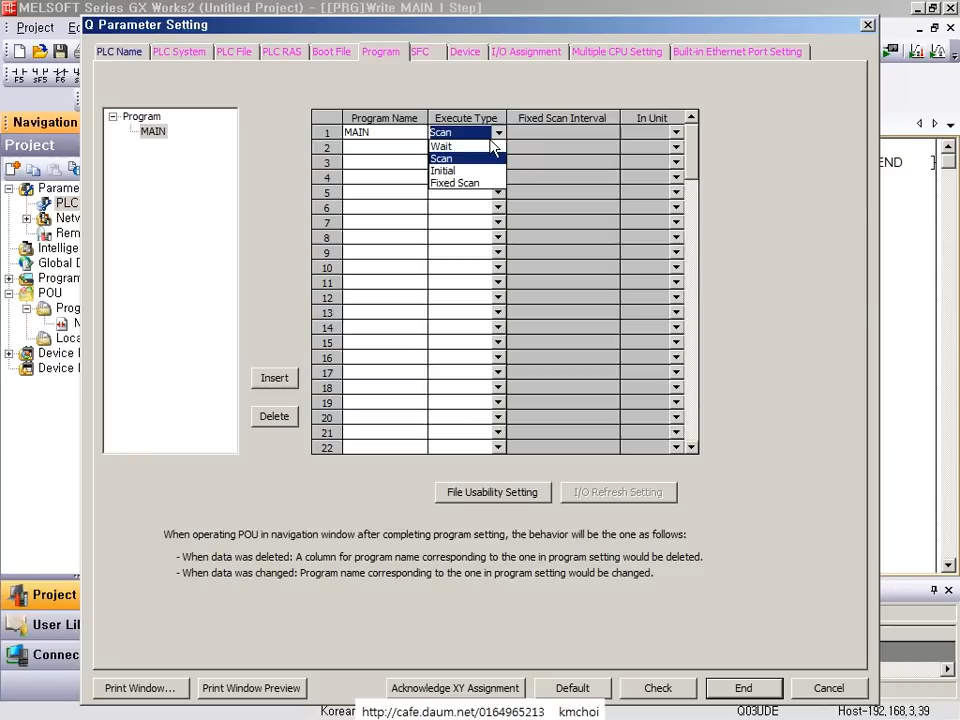 MELSOFT Series GX Works2 (Untitled Project) - [[PRG]Write MAIN 1 Step]
Project
Q Parameter Setting
PLC Name
PLC System
PLC File
PLC RAS
Boot File
Program
SFC
Device
I/O Assignment
Multiple CPU Setting
Built-in Ethernet Port Setting
F5 sF5 F6
Navigation
Project
Parame
PLC
Netv
Rem
Intellige
Global D
Program
POU
Prog
M
Loca
Device I
Device I
Project
User Lil
Connec
Program
MAIN
Program Name Execute Type Fixed Scan Interval In Unit
1 MAIN Scan
2
3
4
5
6
7
8
9
10
11
12
13
14
15
16
17
18
19
20
21
22
Wait
Scan
Initial
Fixed Scan
END
Insert
Delete
File Usability Setting
I/O Refresh Setting
When operating POU in navigation window after completing program setting, the behavior will be the one as follows:
- When data was deleted: A column for program name corresponding to the one in program setting would be deleted.
- When data was changed: Program name corresponding to the one in program setting would be changed.
Print Window...
Print Window Preview
Acknowledge XY Assignment
Default
Check
End
Cancel
Korean
http://cafe.daum.net/0164965213 kmchoi
Q03UDE
Host-192.168.3.39